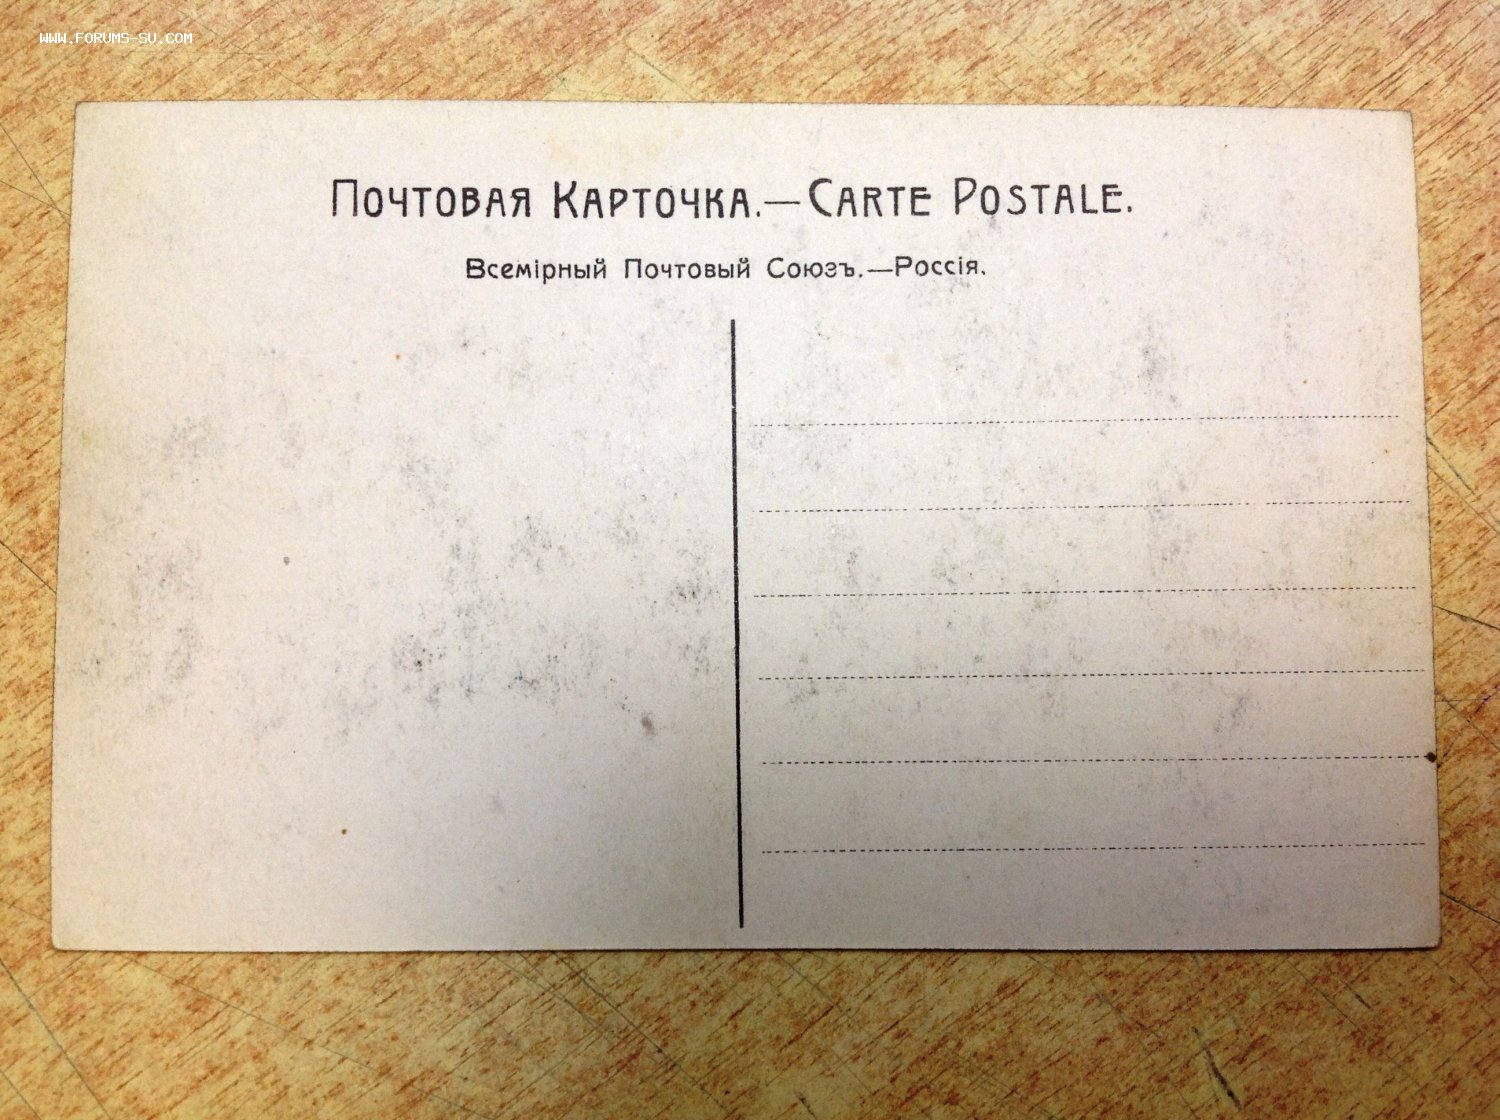 WWW.FORUMS-SU.COM
Почтовая Карточка.—Carte Postale.
Всемірный Почтовый Союзъ.—Россія.